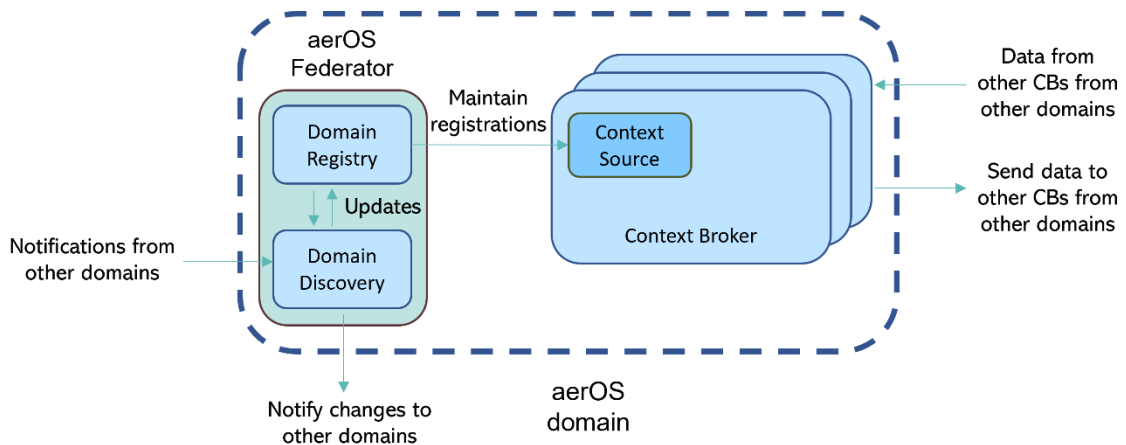 aerOS
Federator
Domain
Registry
Updates
Domain
Discovery
Maintain
registrations
Context
Source
Context Broker
Data from
other CBs from
other domains
Send data to
other CBs from
other domains
Notifications from
other domains
Notify changes to
other domains
aerOS
domain